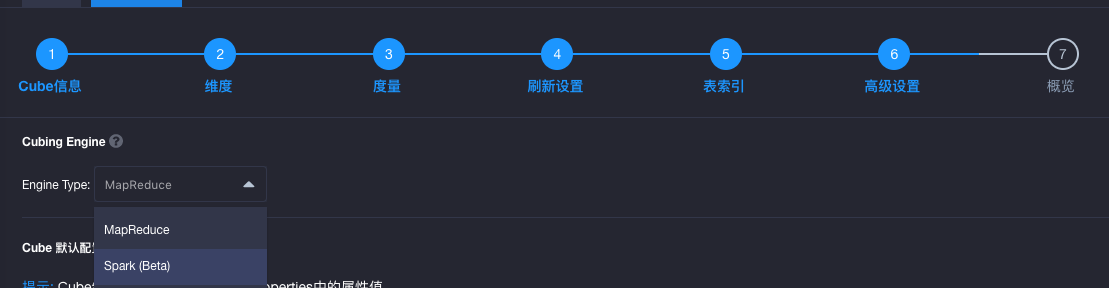 1 2 3 4 5 6 7
Cube信息 维度 度量 刷新设置 表索引 高级设置 概览
Cubing Engine ?
Engine Type: MapReduce
MapReduce
Cube 默认配
Spark (Beta)
提示: Cube perties中的属性值